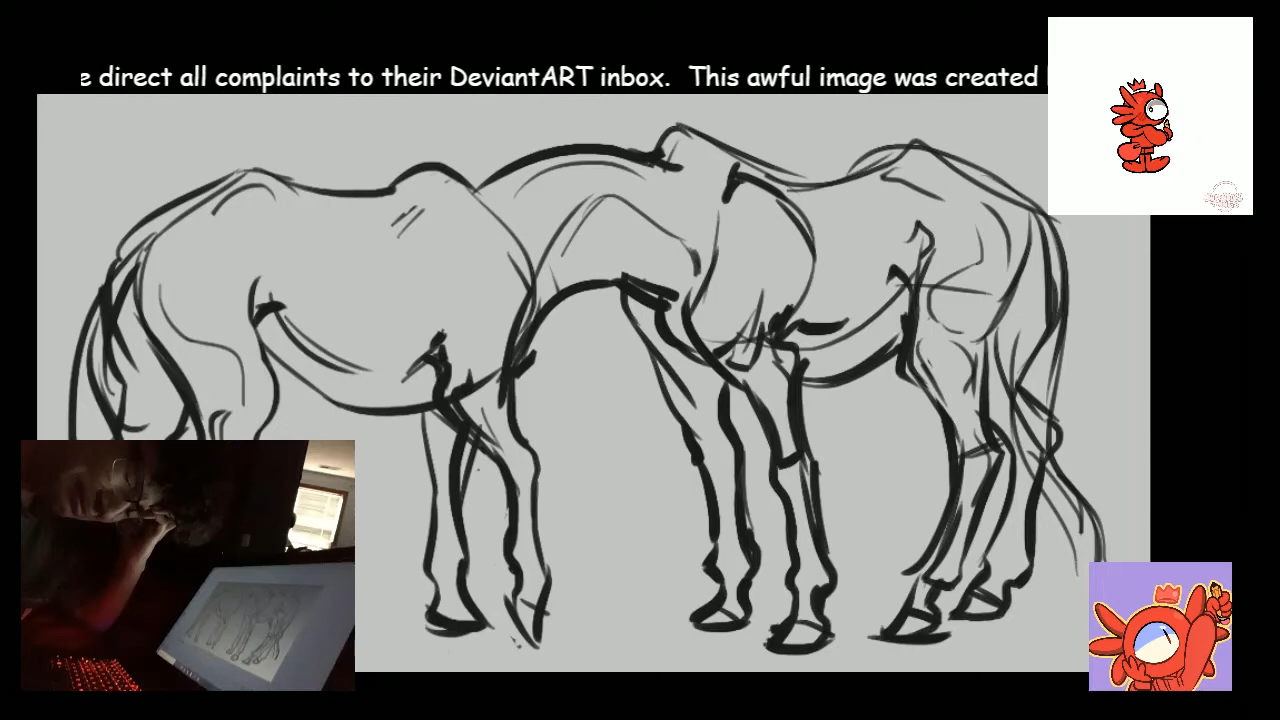 e direct all complaints to their DeviantART inbox.  This awful image was created